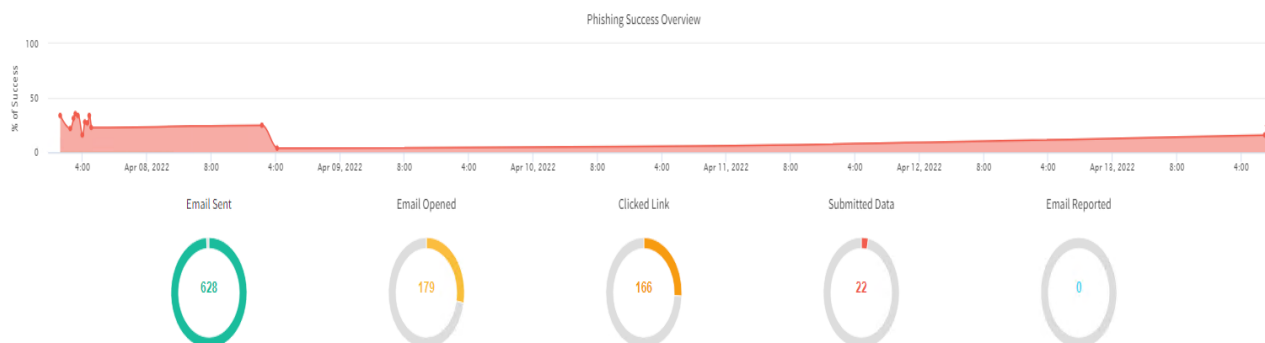 Phishing Success Overview
% of Success
100
50
0
4:00 Apr 08, 2022 8:00 4:00 Apr 09, 2022 8:00 4:00 Apr 10, 2022 8:00 4:00 Apr 11, 2022 8:00 4:00 Apr 12, 2022 8:00 4:00 Apr 13, 2022 8:00 4:00
Email Sent Email Opened Clicked Link Submitted Data Email Reported
628 179 166 22 0